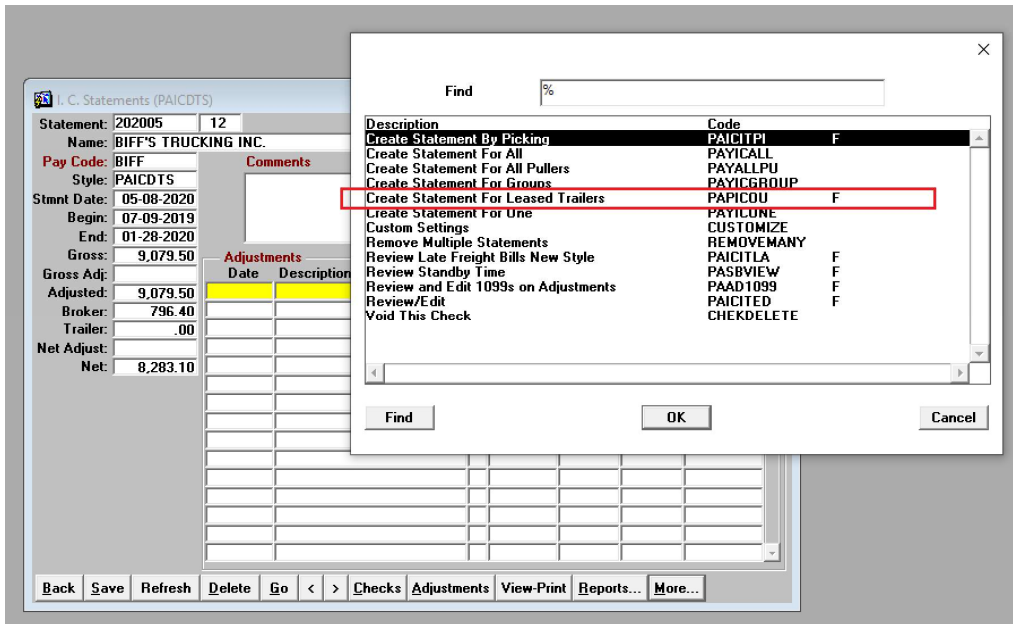 I. C. Statements (PAICDTS)
Statement: 202005 12
Name: BIFF'S TRUCKING INC.
Pay Code: BIFF
Comments
Style: PAICDTS
Stmnt Date: 05-08-2020
Begin: 07-09-2019
End: 01-28-2020
Gross: 9,079.50
Gross Adj:
Adjusted: 9,079.50
Broker: 796.40
Trailer: .00
Net Adjust:
Net: 8,283.10
Adjustments
Date Description
Back Save Refresh Delete Go < > Checks Adjustments View-Print Reports... More...
Find %
Description Code
Create Statement By Picking PAICITPI F
Create Statement For All PAYICALL
Create Statement For All Pullers PAYALLPU
Create Statement For Groups PAYICGROUP
Create Statement For Leased Trailers PAPICOU F
Create Statement For One PAYICONE
Custom Settings CUSTOMIZE
Remove Multiple Statements REMOVEMANY
Review Late Freight Bills New Style PAICITLA F
Review Standby Time PASBVIEW F
Review and Edit 1099s on Adjustments PAAD1099 F
Review/Edit PAICITED F
Void This Check CHEKDELETE
Find OK Cancel